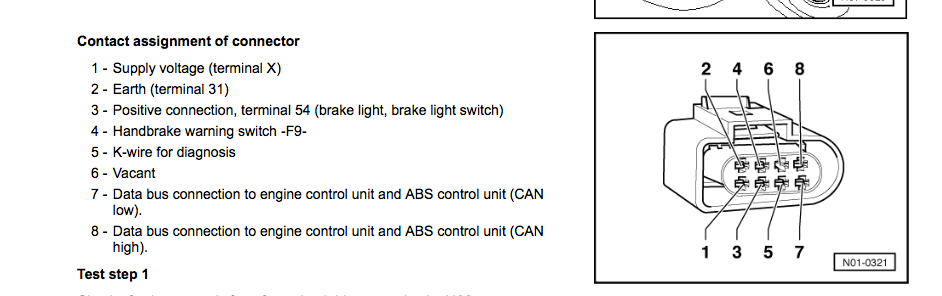 Contact assignment of connector
1 - Supply voltage (terminal X)
2 - Earth (terminal 31)
3 - Positive connection, terminal 54 (brake light, brake light switch)
4 - Handbrake warning switch -F9-
5 - K-wire for diagnosis
6 - Vacant
7 - Data bus connection to engine control unit and ABS control unit (CAN
low).
8 - Data bus connection to engine control unit and ABS control unit (CAN
high).
Test step 1
2 4 6 8
1 3 5 7
N01-0321